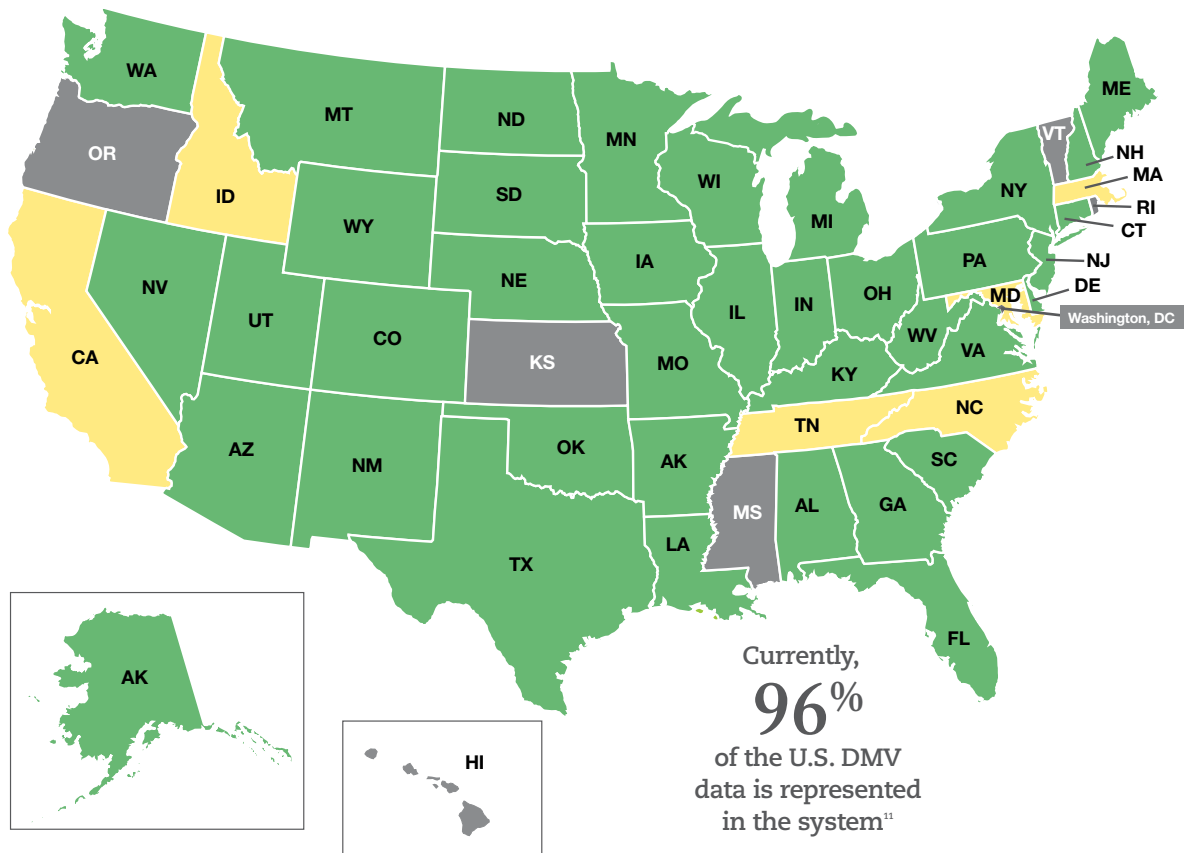 WA
MT
ND
MN
ME
VT
OR
NH
MA
ID
SD
WI
NY
RI
WY
MI
CT
IA
PA
NJ
NE
NV
OH
DE
IL
IN
MD
UT
Washington, DC
CO
WV
VA
CA
KS
MO
KY
NC
TN
AZ
OK
NM
AK
SC
MS
AL
GA
LA
TX
FL
AK
HI
Currently,
96%
of the U.S. DMV
data is represented
in the system11